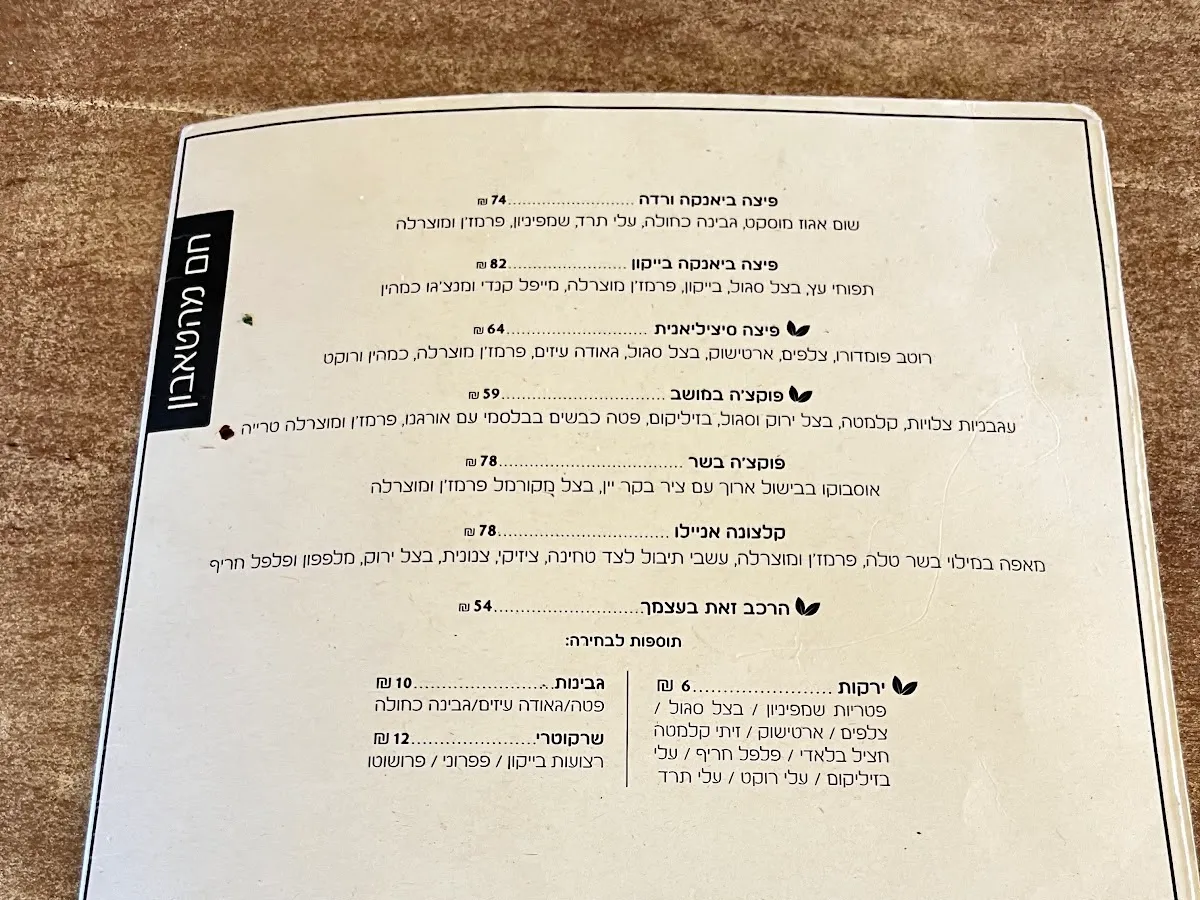 חם מהטאבון
פיצה ביאנקה ורדה ......................74 ₪
שום אגוז מוסקט, גבינה כחולה, עלי תרד, שמפיניון, פרמז'ן ומוצרלה
פיצה ביאנקה בייקון .....................82 ₪
תפוחי עץ, בצל סגול, בייקון, פרמז'ן מוצרלה, מייפל קנדי ומנצ'גו כמהין
פיצה סיציליאנית .........................64 ₪
רוטב פומדורו, צלפים, ארטישוק, בצל סגול, גאודה עיזים, פרמז'ן מוצרלה, כמהין ורוקט
פוקצ'ה במושב .............................59 ₪
עגבניות צלויות, קלמטה, בצל ירוק וסגול, בזיליקום, פטה כבשים בבלסמי עם אורגנו, פרמז'ן ומוצרלה טרייה
פוקצ'ה בשר ................................78 ₪
אוסבוקו בבישול ארוך עם ציר בקר יין, בצל מקורמל פרמז'ן ומוצרלה
קלצונה אניילו ..............................78 ₪
מאפה במילוי בשר טלה, פרמז'ן ומוצרלה, עשבי תיבול לצד טחינה, ציזיקי, צנונית, בצל ירוק, מלפפון ופלפל חריף
הרכב זאת בעצמך..........................54 ₪
תוספות לבחירה:
ירקות ........................6 ₪
פטריות שמפיניון / בצל סגול /
צלפים / ארטישוק / זיתי קלמטה
חציל בלאדי / פלפל חריף / עלי
בזיליקום / עלי רוקט / עלי תרד
גבינות........................10 ₪
פטה/גאודה עיזים/גבינה כחולה
שרקוטרי......................12 ₪
רצועות בייקון / פפרוני / פרושוטו